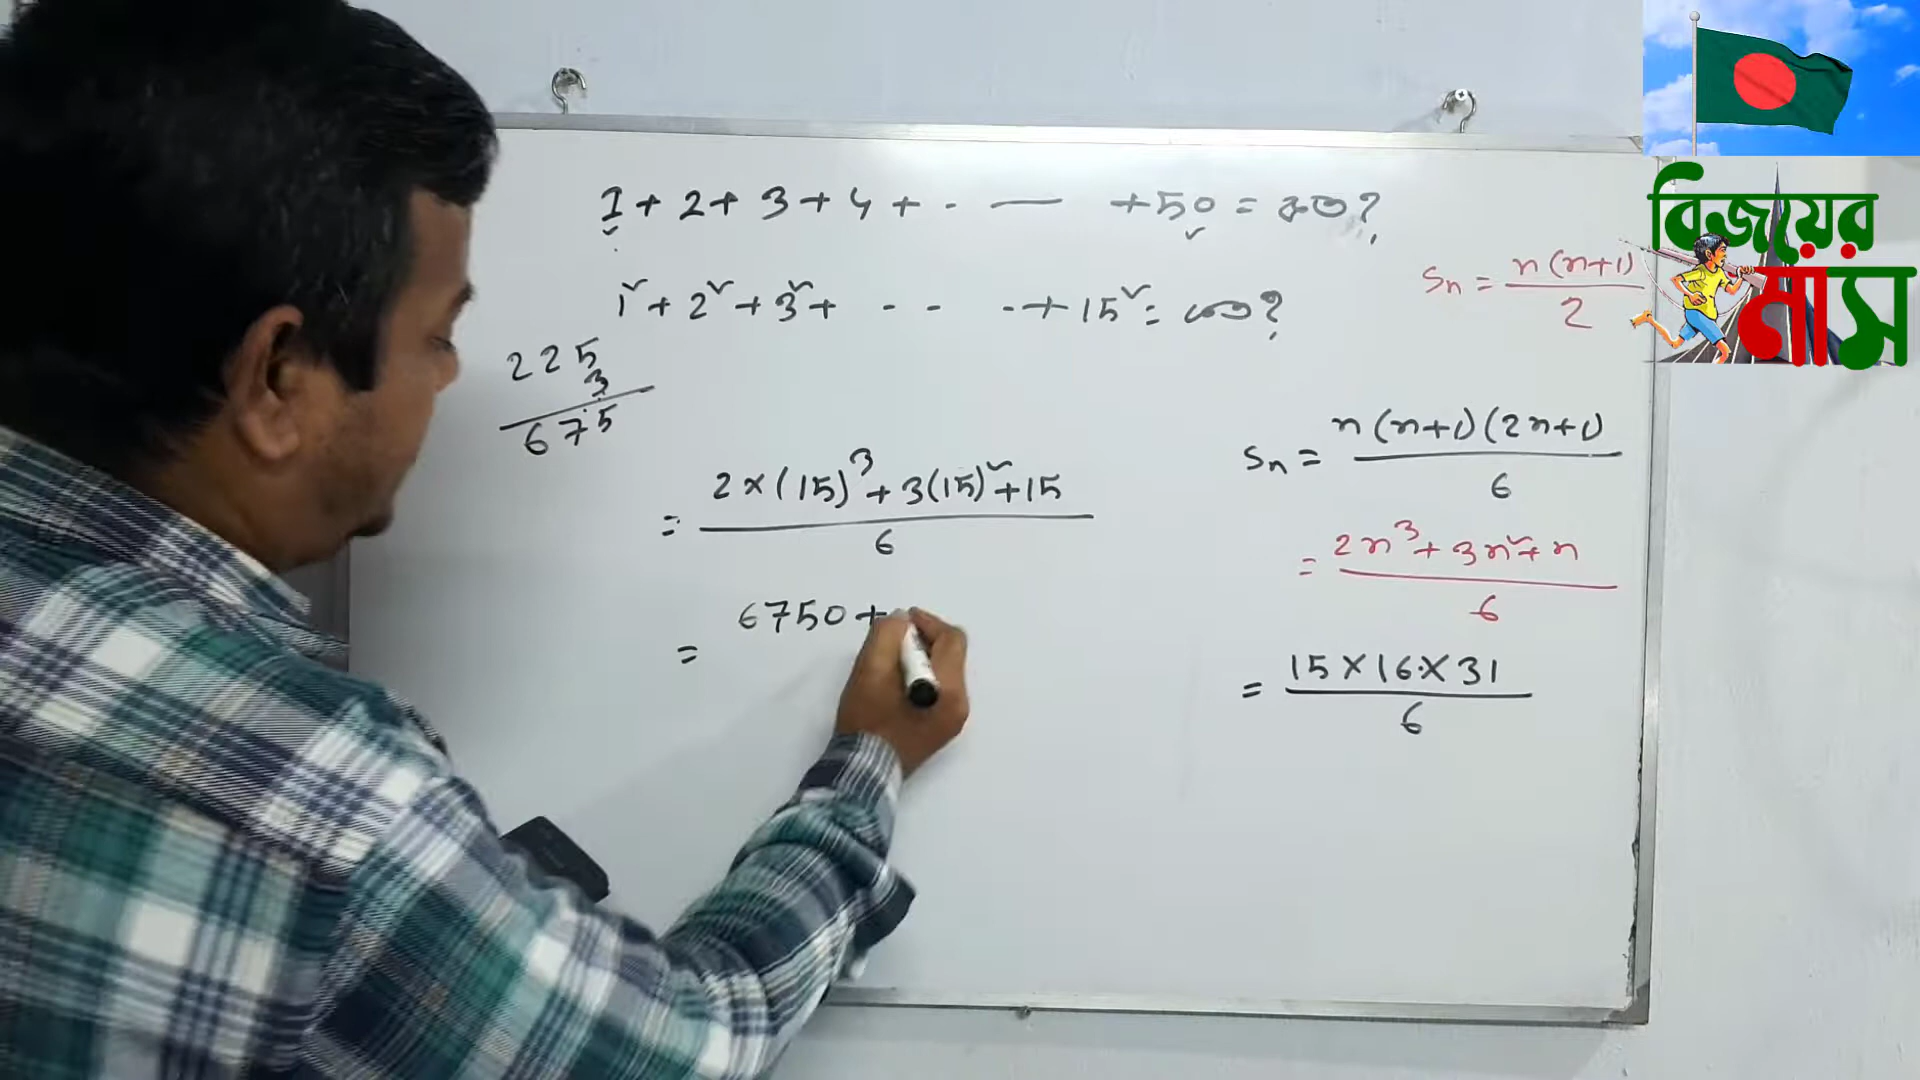 1 + 2 + 3 + 4 + . — + 50 = কত?
1² + 2² + 3² + - - - + 15² = কত?
Sn = n(n+1) / 2
বিজয়ের
মাস
225
3
675
= 2 × (15)³ + 3(15)² + 15 / 6
= 6750 +
Sn = n(n+1)(2n+1) / 6
= 2n³ + 3n² + n / 6
= 15 × 16 × 31 / 6